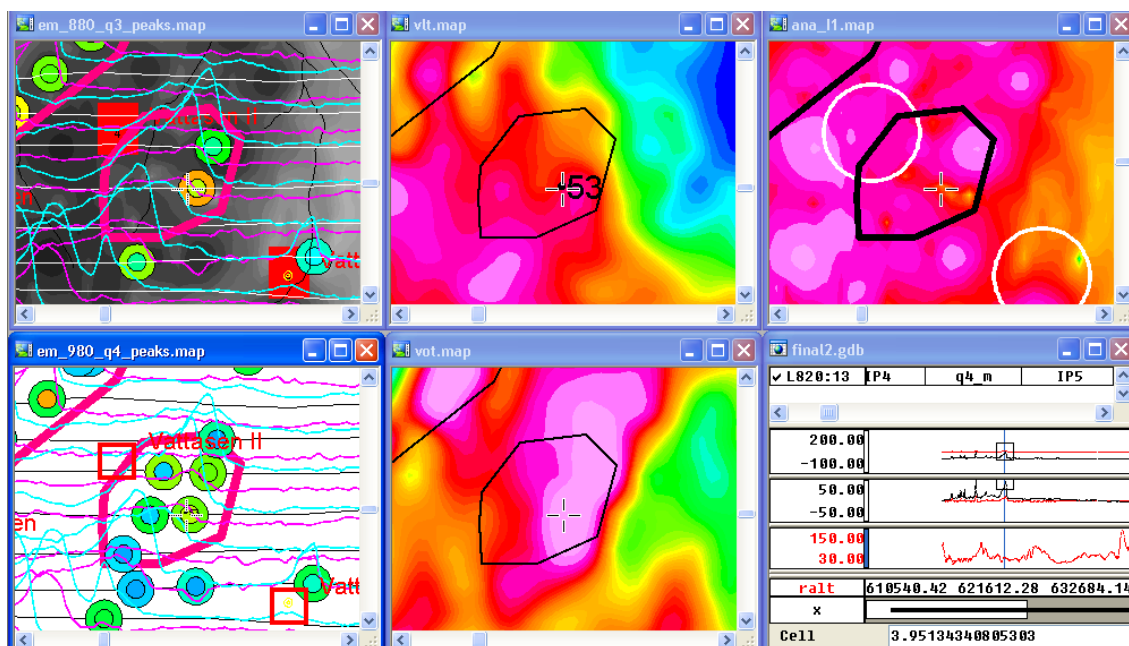 em_880_q3_peaks.map
Vattasen II
4
en
Vatt
vlt.map
53
ana_l1.map
em_980_q4_peaks.map
Vattasen II
en
Vatt
vot.map
final2.gdb
L820:13 IP4 q4_m IP5
200.00
-100.00
50.00
-50.00
150.00
30.00
ralt 610540.42 621612.28 632684.14
x
Cell 3.95134340805303